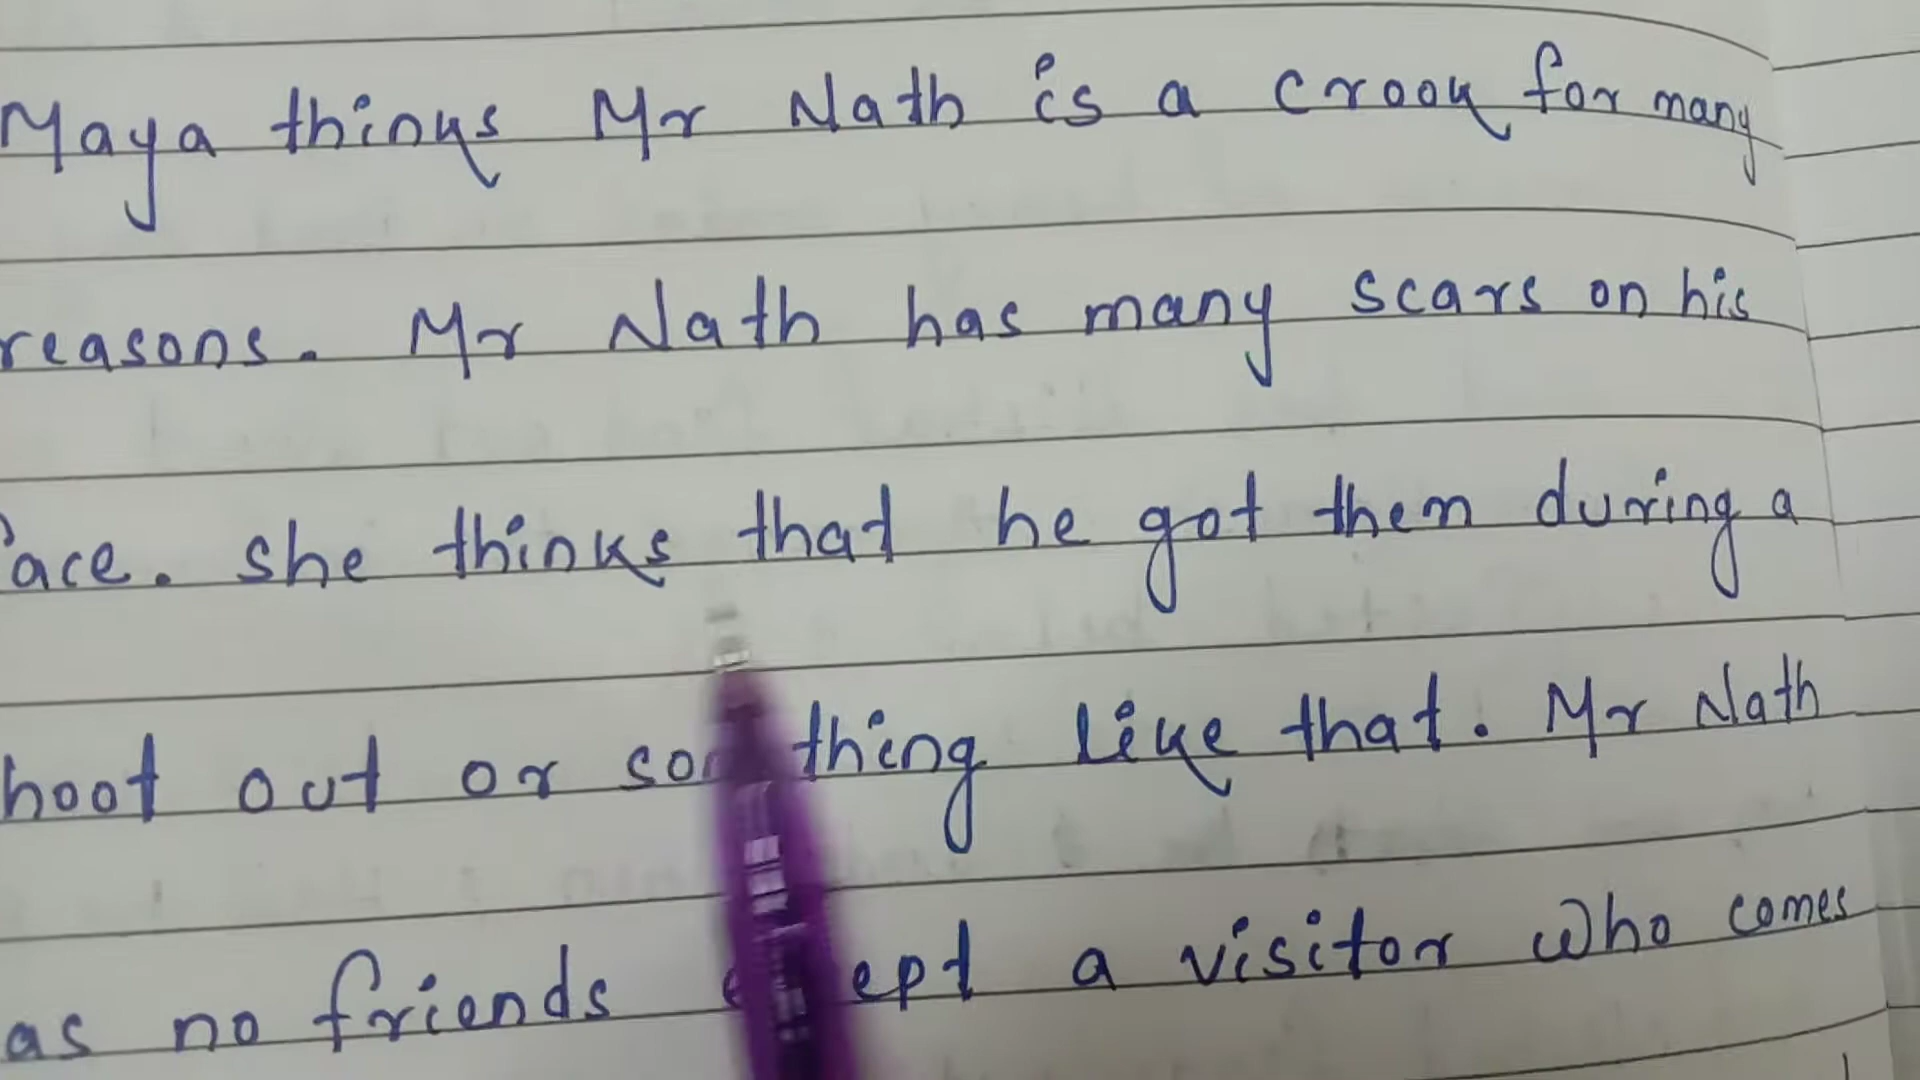 Maya thinks Mr Nath is a crook for many
reasons. Mr Nath has many scars on his
ace. She thinks that he got them during a
hoot out or so thing like that. Mr Nath
as no friends ept a visitor who comes